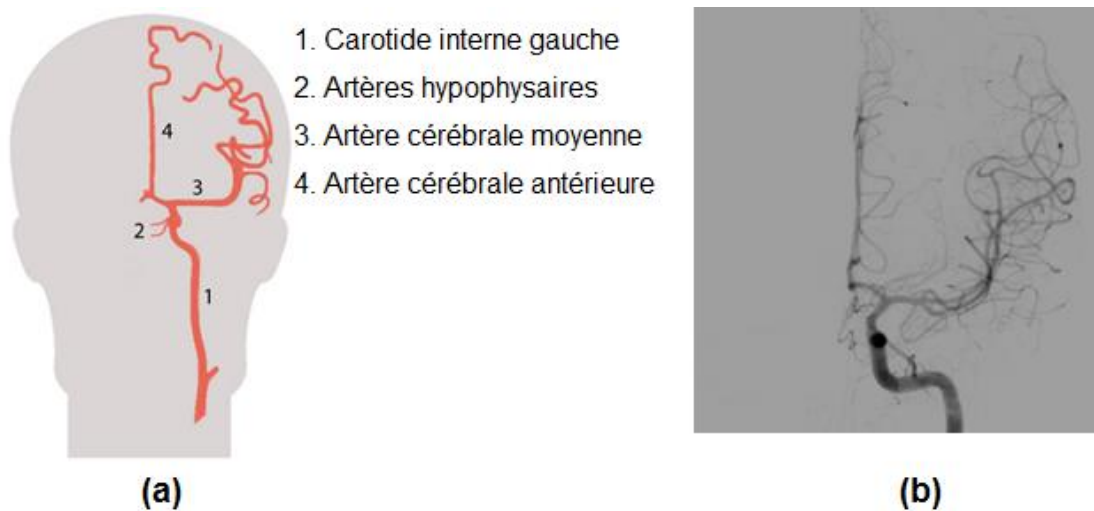 1. Carotide interne gauche
2. Artères hypophysaires
3. Artère cérébrale moyenne
4. Artère cérébrale antérieure
4
3
2
1
(a)
(b)